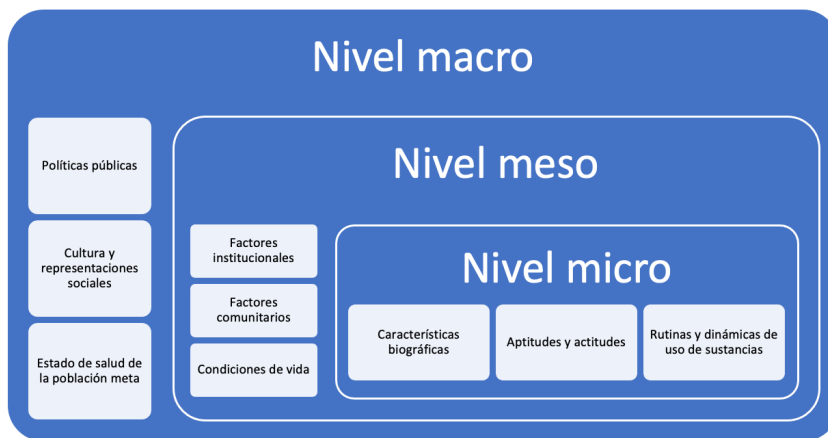 Nivel macro
Políticas públicas
Cultura y
representaciones
sociales
Estado de salud de
la población meta
Nivel meso
Factores
institucionales
Factores
comunitarios
Condiciones de vida
Nivel micro
Características
biográficas
Aptitudes y actitudes
Rutinas y dinámicas de
uso de sustancias